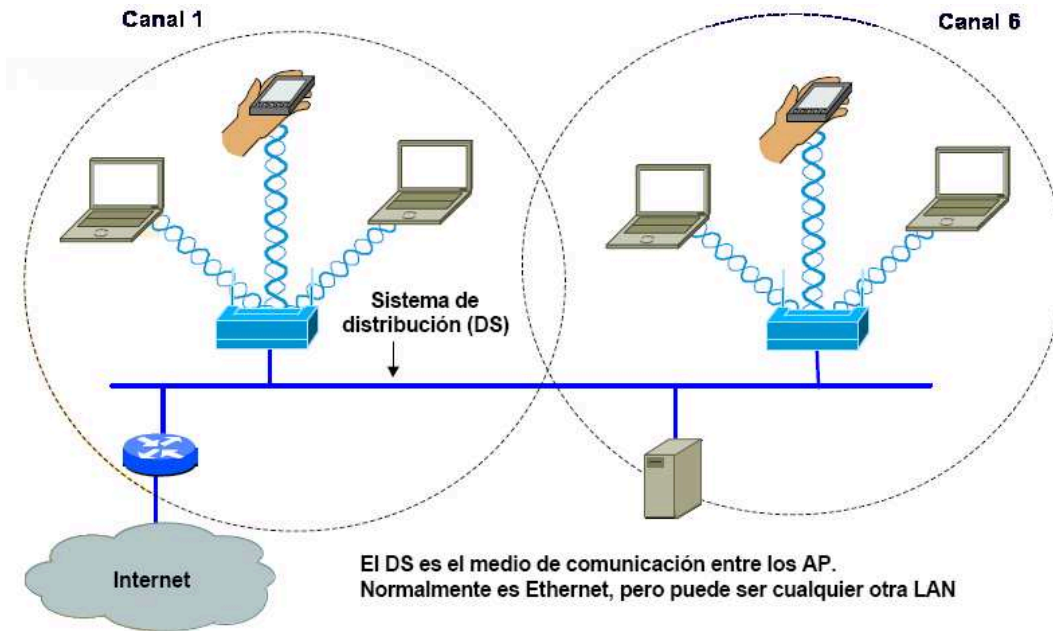 Canal 1
Canal 6
Sistema de
distribución (DS)
Internet
El DS es el medio de comunicación entre los AP.
Normalmente es Ethernet, pero puede ser cualquier otra LAN